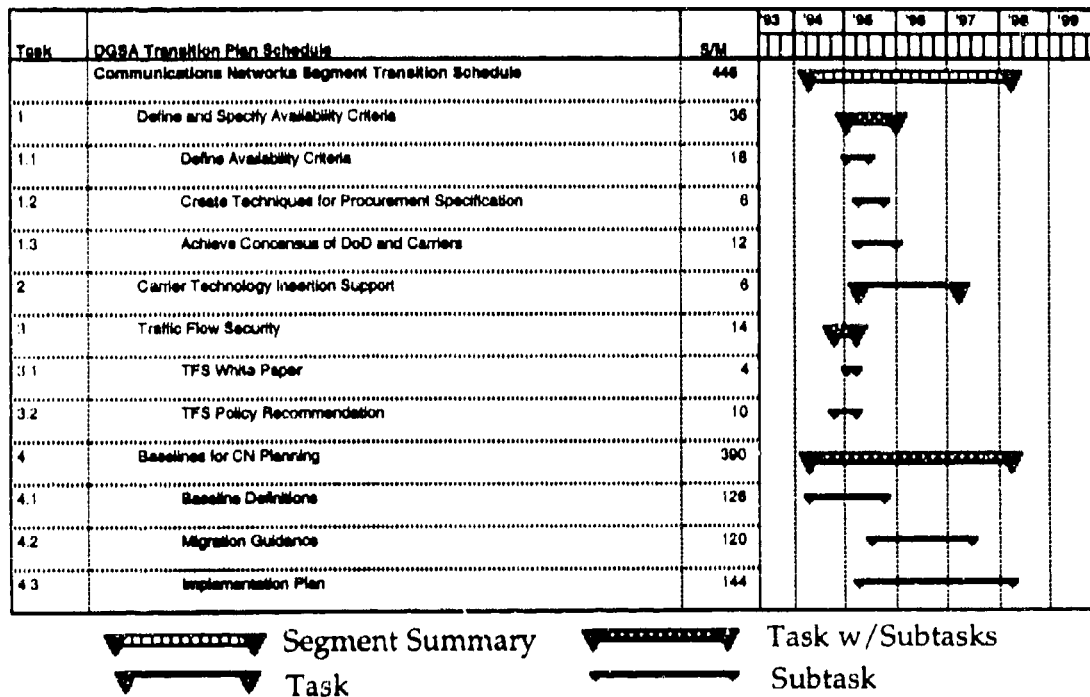 '93 '94 '95 '96 '97 '98 '99
Task DGSA Transition Plan Schedule S/M
Communications Networks Segment Transition Schedule 446
1 Define and Specify Availability Criteria 36
1.1 Define Availability Criteria 18
1.2 Create Techniques for Procurement Specification 6
1.3 Achieve Concensus of DoD and Carriers 12
2 Carrier Technology Insertion Support 6
3 Traffic Flow Security 14
3.1 TFS White Paper 4
3.2 TFS Policy Recommendation 10
4 Baselines for CN Planning 390
4.1 Baseline Definitions 126
4.2 Migration Guidance 120
4.3 Implementation Plan 144
Segment Summary Task w/Subtasks
Task Subtask